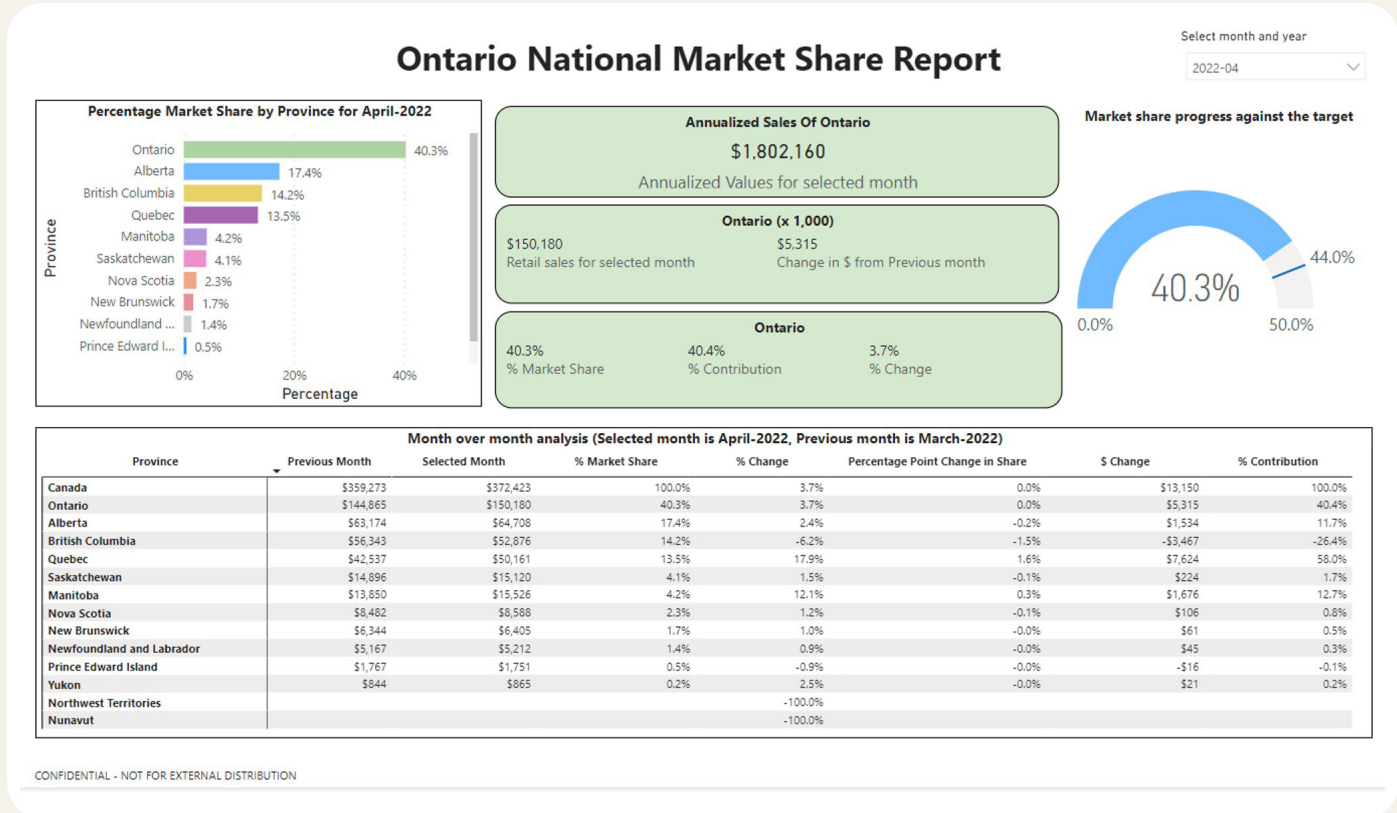 Select month and year
Ontario National Market Share Report
2022-04
Percentage Market Share by Province for April-2022
Province
Ontario 40.3%
Alberta 17.4%
British Columbia 14.2%
Quebec 13.5%
Manitoba 4.2%
Saskatchewan 4.1%
Nova Scotia 2.3%
New Brunswick 1.7%
Newfoundland ... 1.4%
Prince Edward I... 0.5%
0% 20% 40%
Percentage
Annualized Sales Of Ontario
$1,802,160
Annualized Values for selected month
Ontario (x 1,000)
$150,180 $5,315
Retail sales for selected month Change in $ from Previous month
Ontario
40.3% 40.4% 3.7%
% Market Share % Contribution % Change
Market share progress against the target
44.0%
40.3%
0.0% 50.0%
Month over month analysis (Selected month is April-2022, Previous month is March-2022)
Province Previous Month Selected Month % Market Share % Change Percentage Point Change in Share $ Change % Contribution
Canada $359,273 $372,423 100.0% 3.7% 0.0% $13,150 100.0%
Ontario $144,865 $150,180 40.3% 3.7% 0.0% $5,315 40.4%
Alberta $63,174 $64,708 17.4% 2.4% -0.2% $1,534 11.7%
British Columbia $56,343 $52,876 14.2% -6.2% -1.5% -$3,467 -26.4%
Quebec $42,537 $50,161 13.5% 17.9% 1.6% $7,624 58.0%
Saskatchewan $14,896 $15,120 4.1% 1.5% -0.1% $224 1.7%
Manitoba $13,850 $15,526 4.2% 12.1% 0.3% $1,676 12.7%
Nova Scotia $8,482 $8,588 2.3% 1.2% -0.1% $106 0.8%
New Brunswick $6,344 $6,405 1.7% 1.0% -0.0% $61 0.5%
Newfoundland and Labrador $5,167 $5,212 1.4% 0.9% -0.0% $45 0.3%
Prince Edward Island $1,767 $1,751 0.5% -0.9% -0.0% -$16 -0.1%
Yukon $844 $865 0.2% 2.5% -0.0% $21 0.2%
Northwest Territories -100.0%
Nunavut -100.0%
CONFIDENTIAL - NOT FOR EXTERNAL DISTRIBUTION